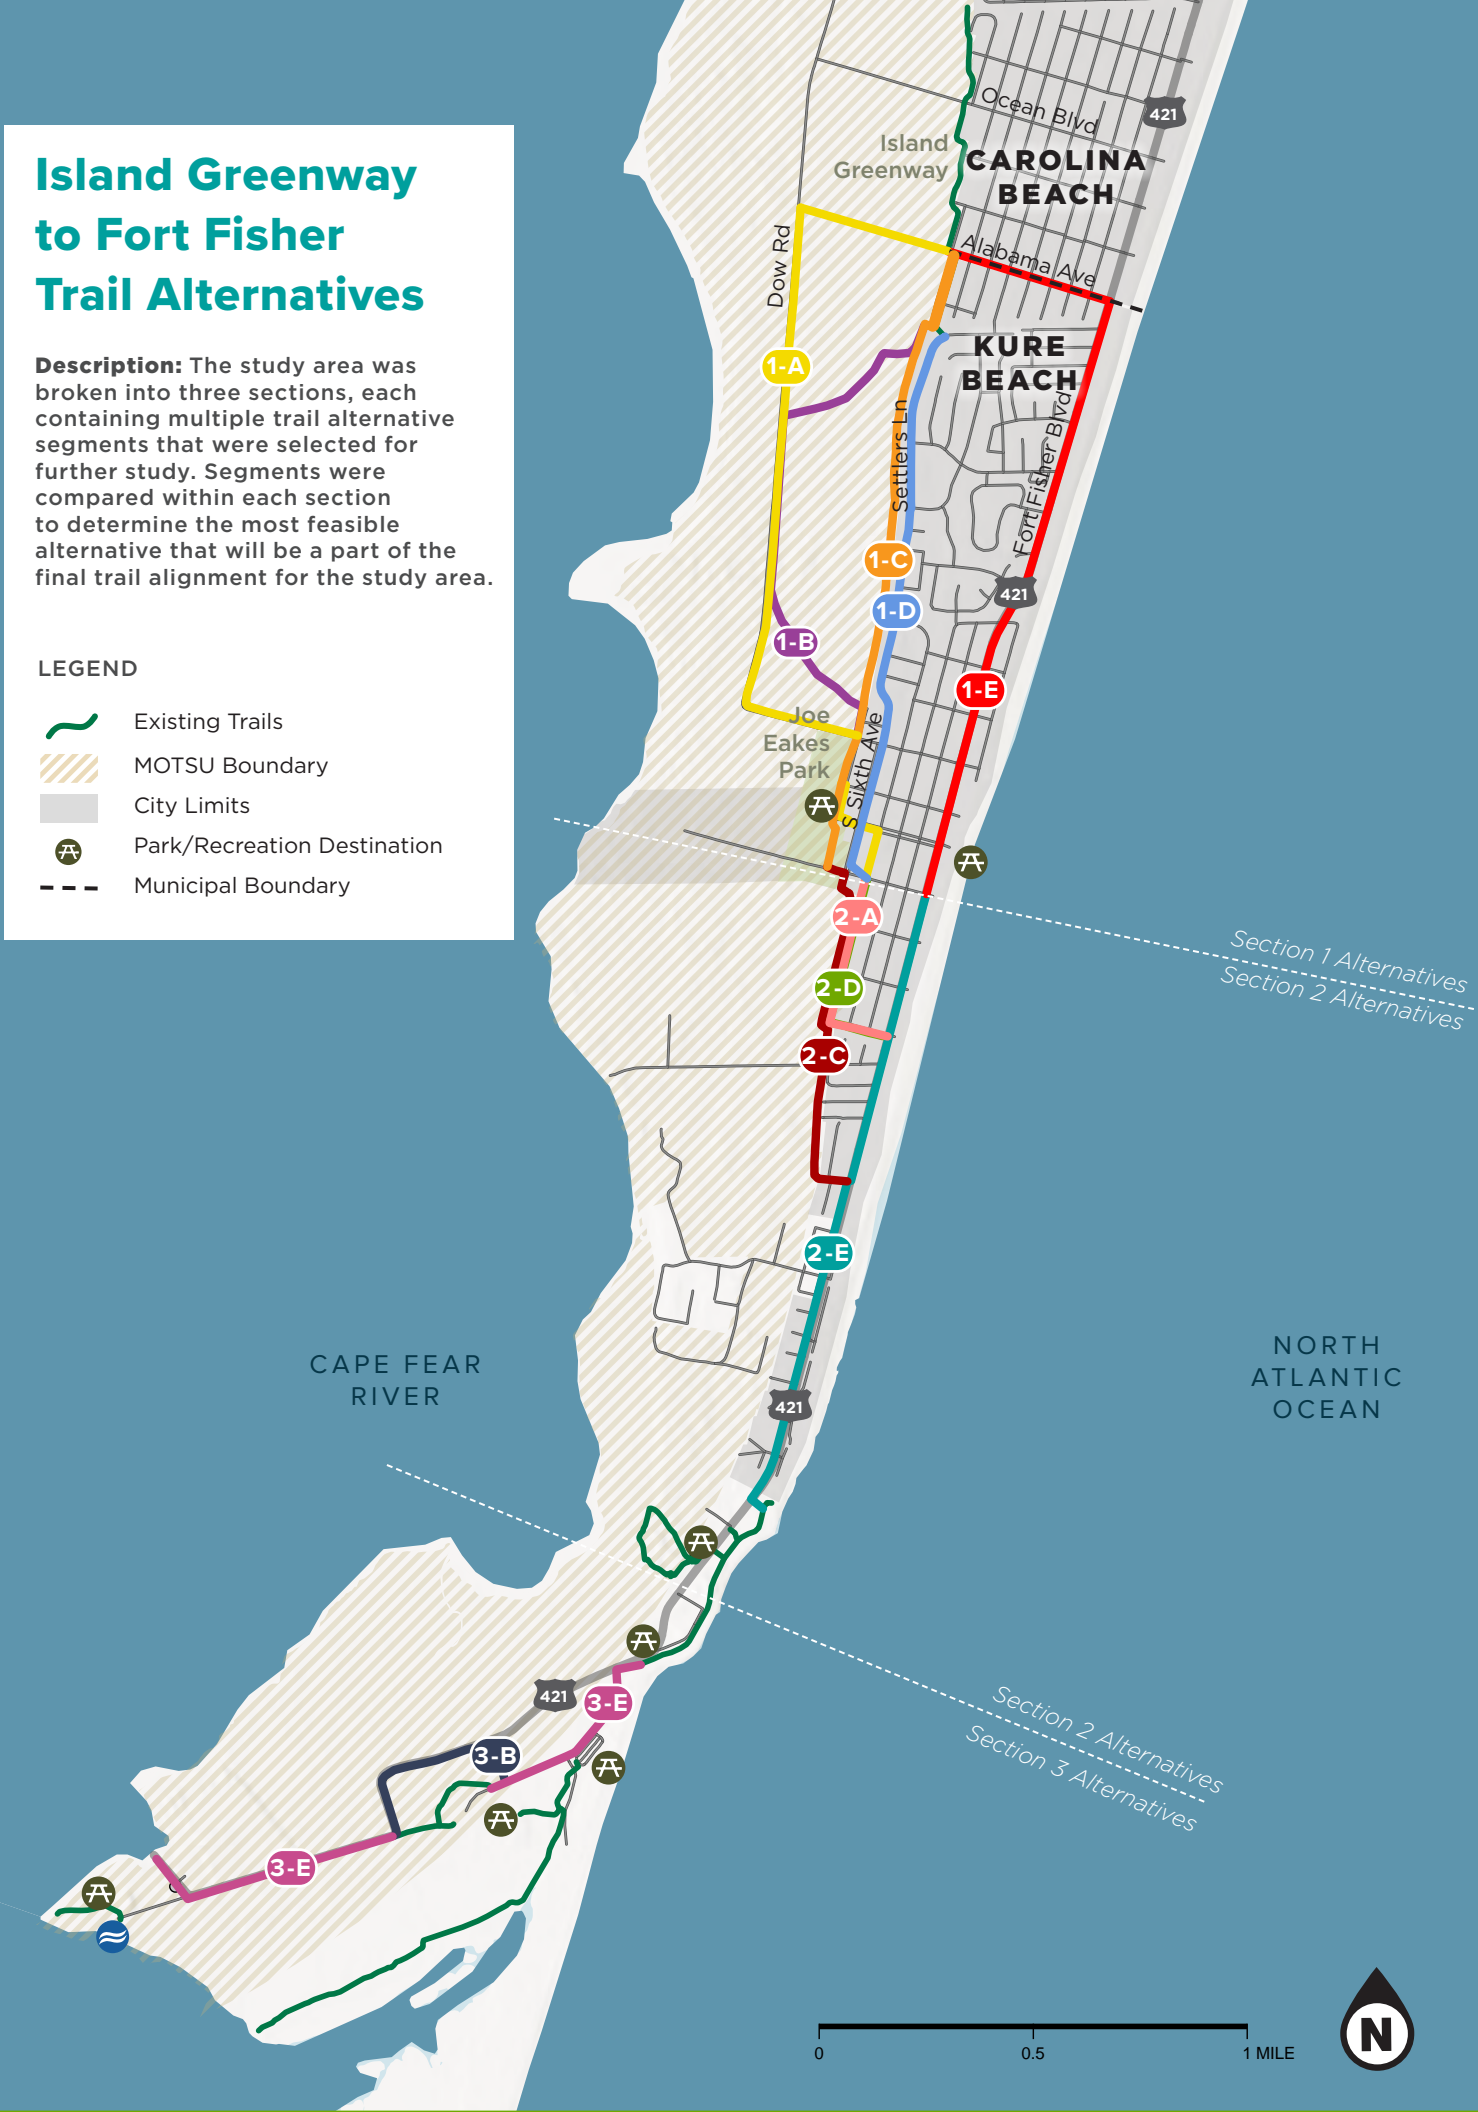 Island Greenway
to Fort Fisher
Trail Alternatives
Description: The study area was
broken into three sections, each
containing multiple trail alternative
segments that were selected for
further study. Segments were
compared within each section
to determine the most feasible
alternative that will be a part of the
final trail alignment for the study area.
LEGEND
Existing Trails
MOTSU Boundary
City Limits
Park/Recreation Destination
Municipal Boundary
Ocean Blvd
421
Island
Greenway
CAROLINA
BEACH
Alabama Ave
Dow Rd
KURE
BEACH
1-A
Settlers Ln
Fort Fisher Blvd
1-C
421
1-D
1-B
1-E
Joe
Eakes
Park
S Sixth Ave
2-A
Section 1 Alternatives
Section 2 Alternatives
2-D
2-C
2-E
CAPE FEAR
RIVER
NORTH
ATLANTIC
OCEAN
421
421
3-E
Section 2 Alternatives
Section 3 Alternatives
3-B
3-E
0
0.5
1 MILE
N